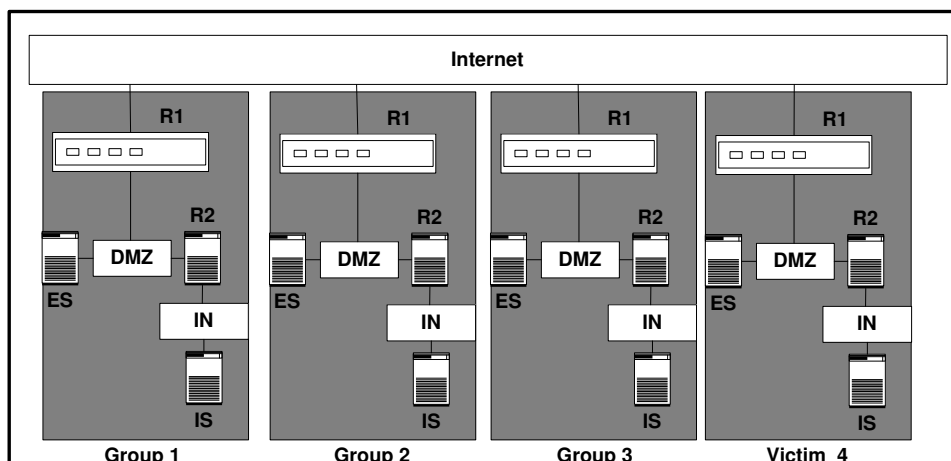 Internet
R1
R1
R1
R1
R2
R2
R2
R2
DMZ
DMZ
DMZ
DMZ
ES
ES
ES
ES
IN
IN
IN
IN
IS
IS
IS
IS
Group 1
Group 2
Group 3
Victim 4